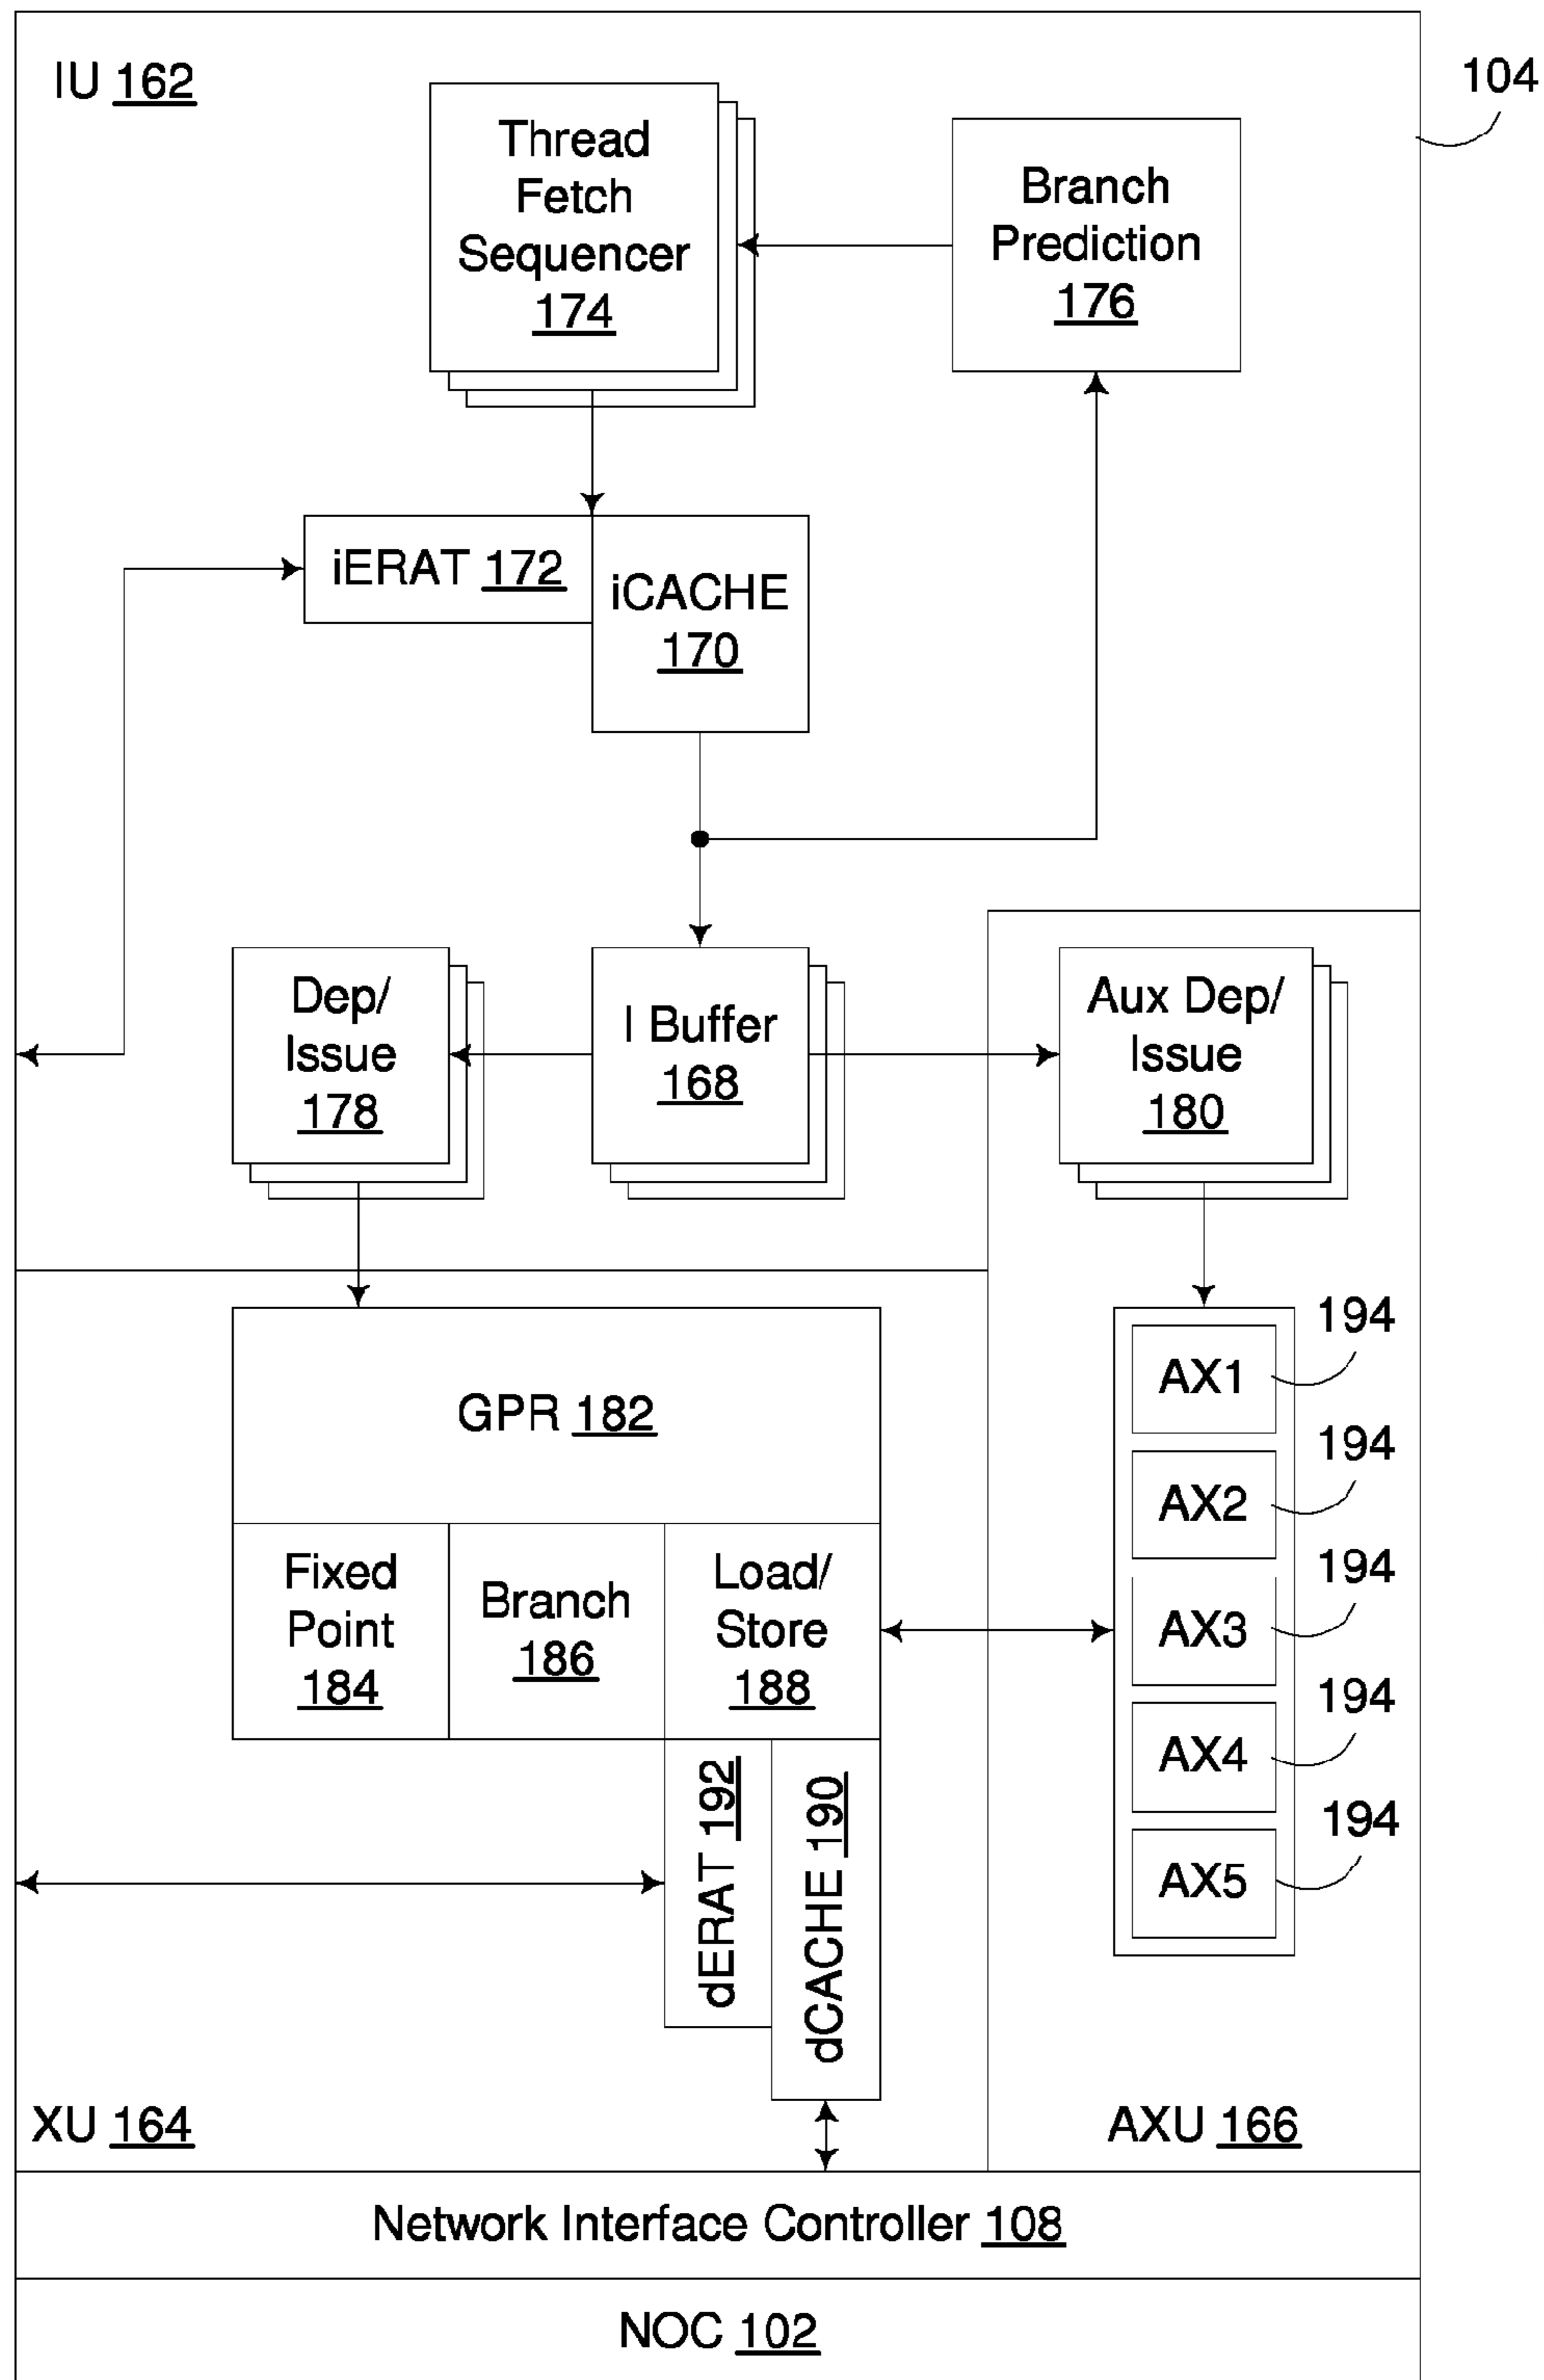 IU 162
104
Thread
Fetch
Sequencer
174
Branch
Prediction
176
iERAT 172
iCACHE
170
Dep/
Issue
178
I Buffer
168
Aux Dep/
Issue
180
GPR 182
Fixed
Point
184
Branch
186
Load/
Store
188
dERAT 192
dCACHE 190
194
AX1
194
AX2
194
AX3
194
AX4
194
AX5
XU 164
AXU 166
Network Interface Controller 108
NOC 102